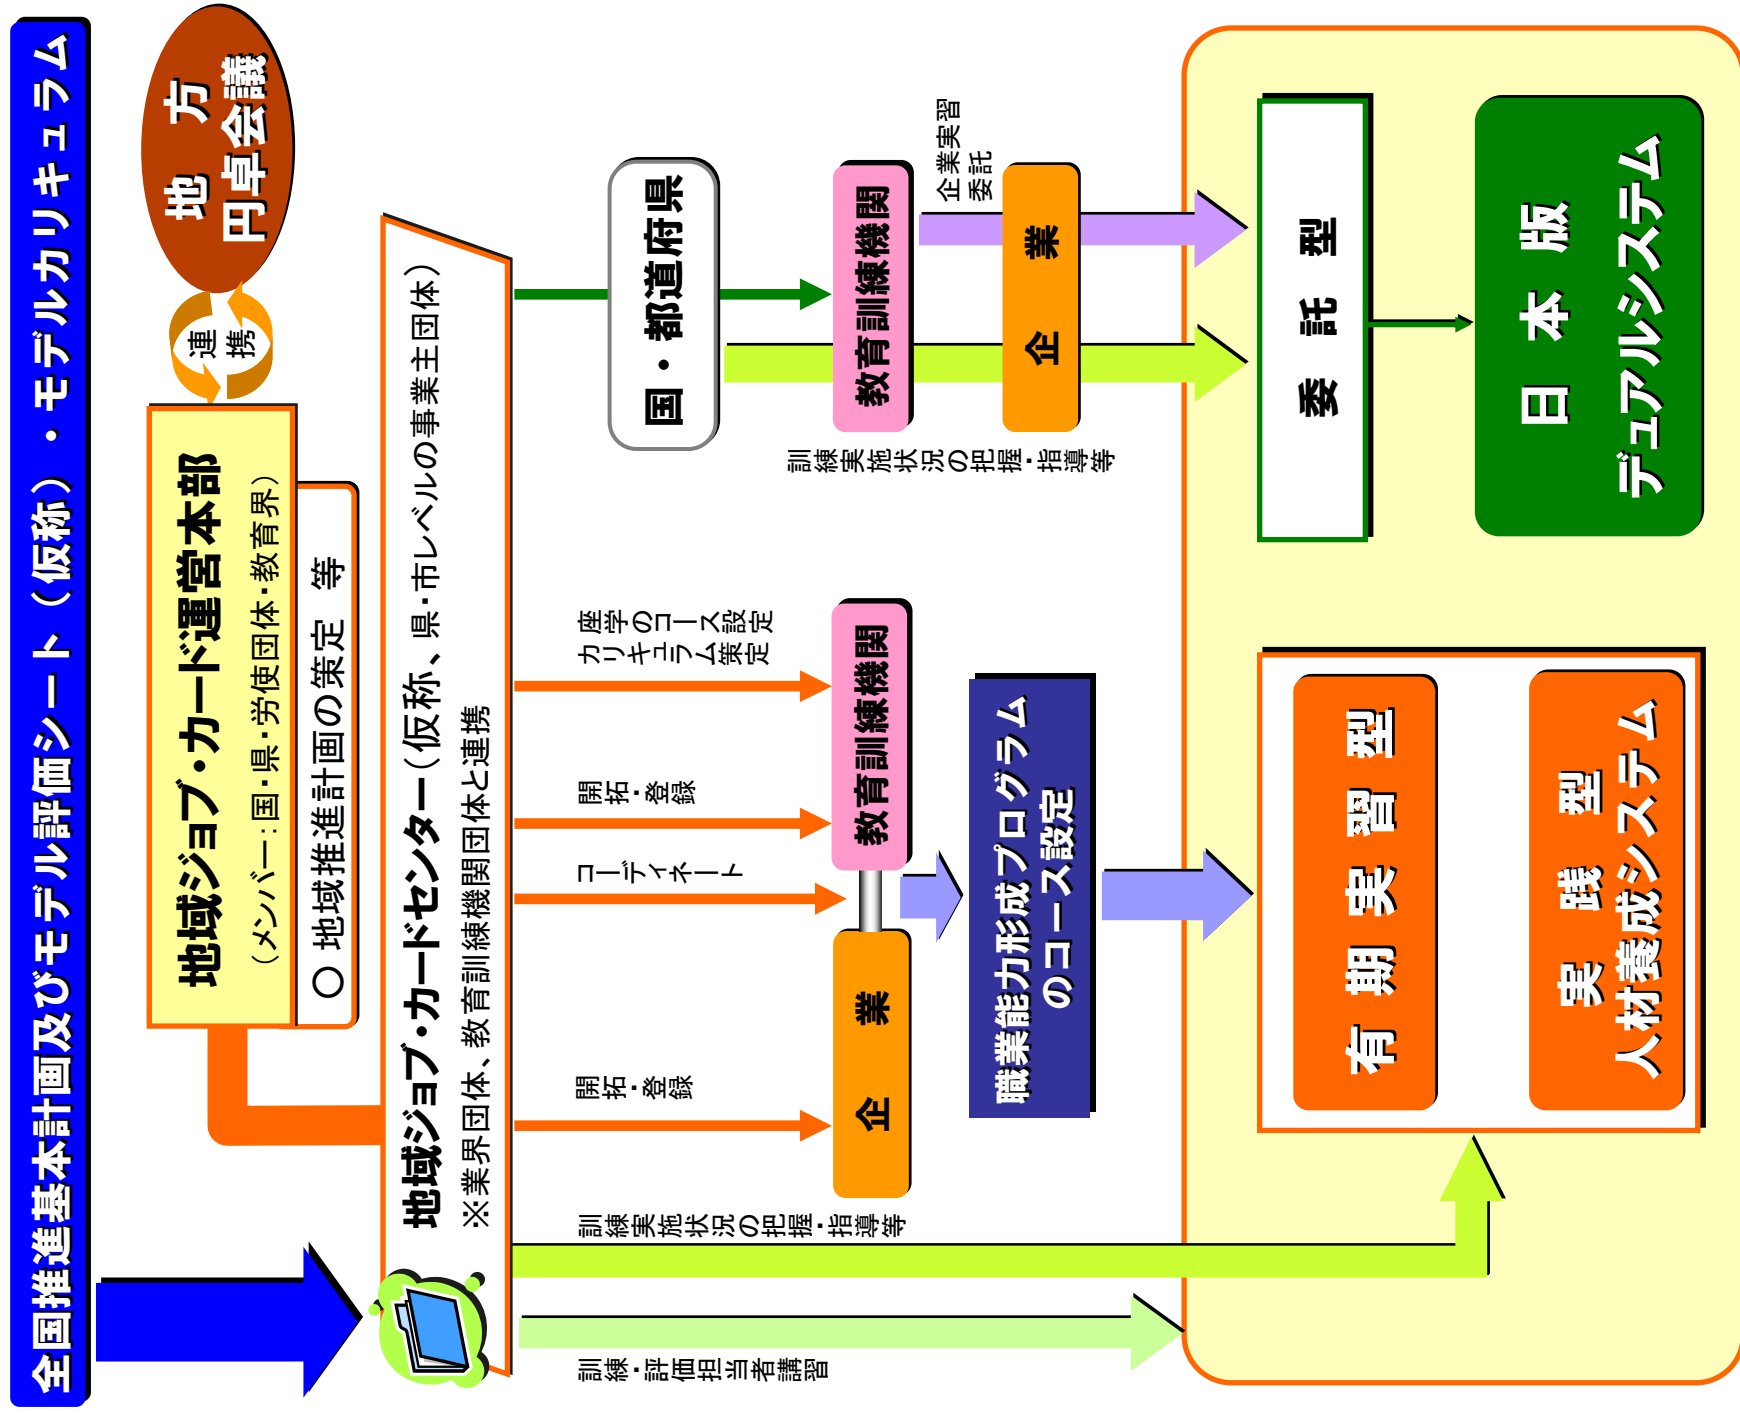 全国推進基本計画及びモデル評価シート（仮称）・モデルカリキュラム
地域ジョブ・カード運営本部
（メンバー：国・県・労使団体・教育界）
○ 地域推進計画の策定　等
連
携
地　方
円卓会議
地域ジョブ・カードセンター（仮称、県・市レベルの事業主団体）
※業界団体、教育訓練機関団体と連携
訓練・評価担当者講習
訓練実施状況の把握・指導等
開拓・登録
コーディネート
開拓・登録
座学のコース設定
カリキュラム策定
国・都道府県
企　業
教育訓練機関
訓練実施状況の把握・指導等
教育訓練機関
企業実習
委託
企　業
職業能力形成プログラム
のコース設定
有　期　実　習　型
実　践　型
人材養成システム
委　託　型
日　本　版
デュアルシステム